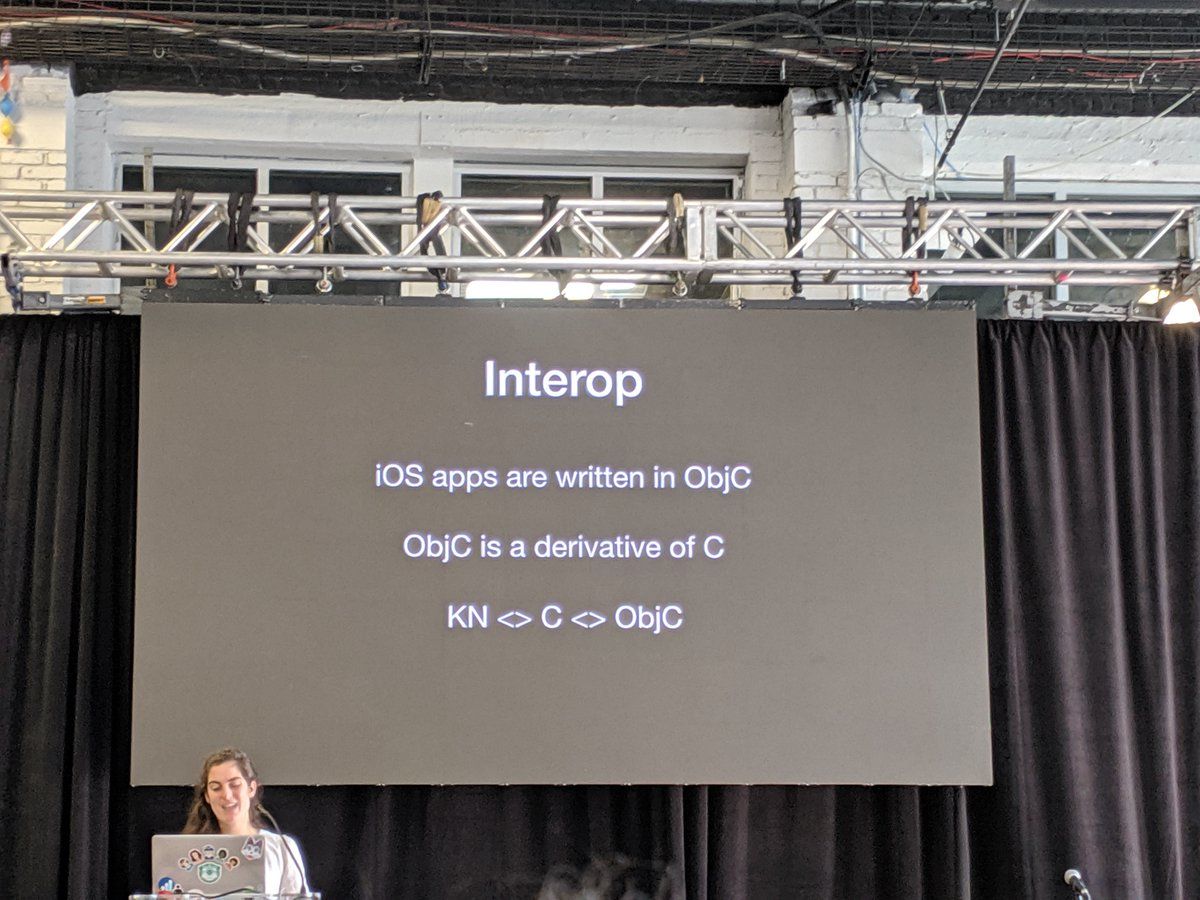 Interop
iOS apps are written in ObjC
ObjC is a derivative of C
KN <> C <> ObjC